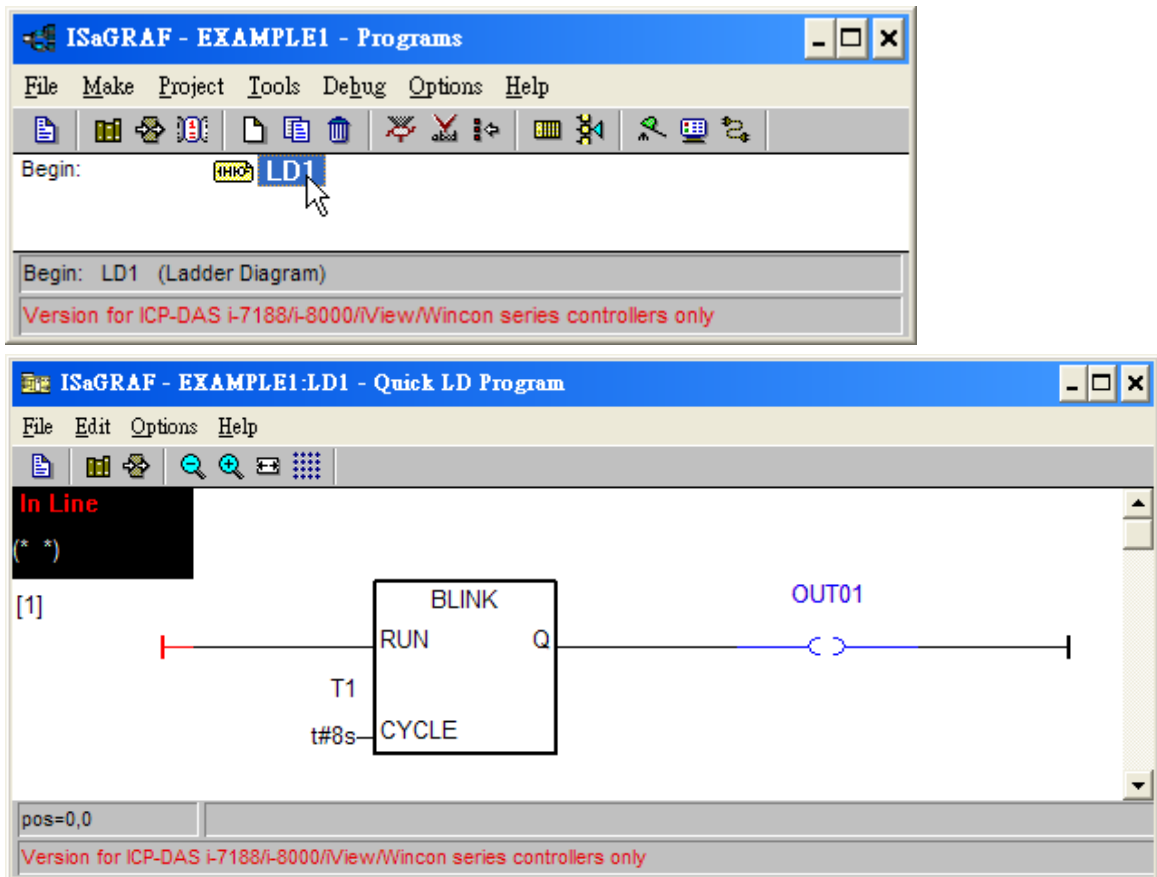 ISaGRAF - EXAMPLE1 - Programs
File Make Project Tools Debug Options Help
Begin: LD1
Begin: LD1 (Ladder Diagram)
Version for ICP-DAS i-7188/i-8000/iView/Wincon series controllers only
ISaGRAF - EXAMPLE1:LD1 - Quick LD Program
File Edit Options Help
In Line
(* *)
[1]
BLINK
OUT01
RUN Q
T1
t#8s CYCLE
pos=0,0
Version for ICP-DAS i-7188/i-8000/iView/Wincon series controllers only